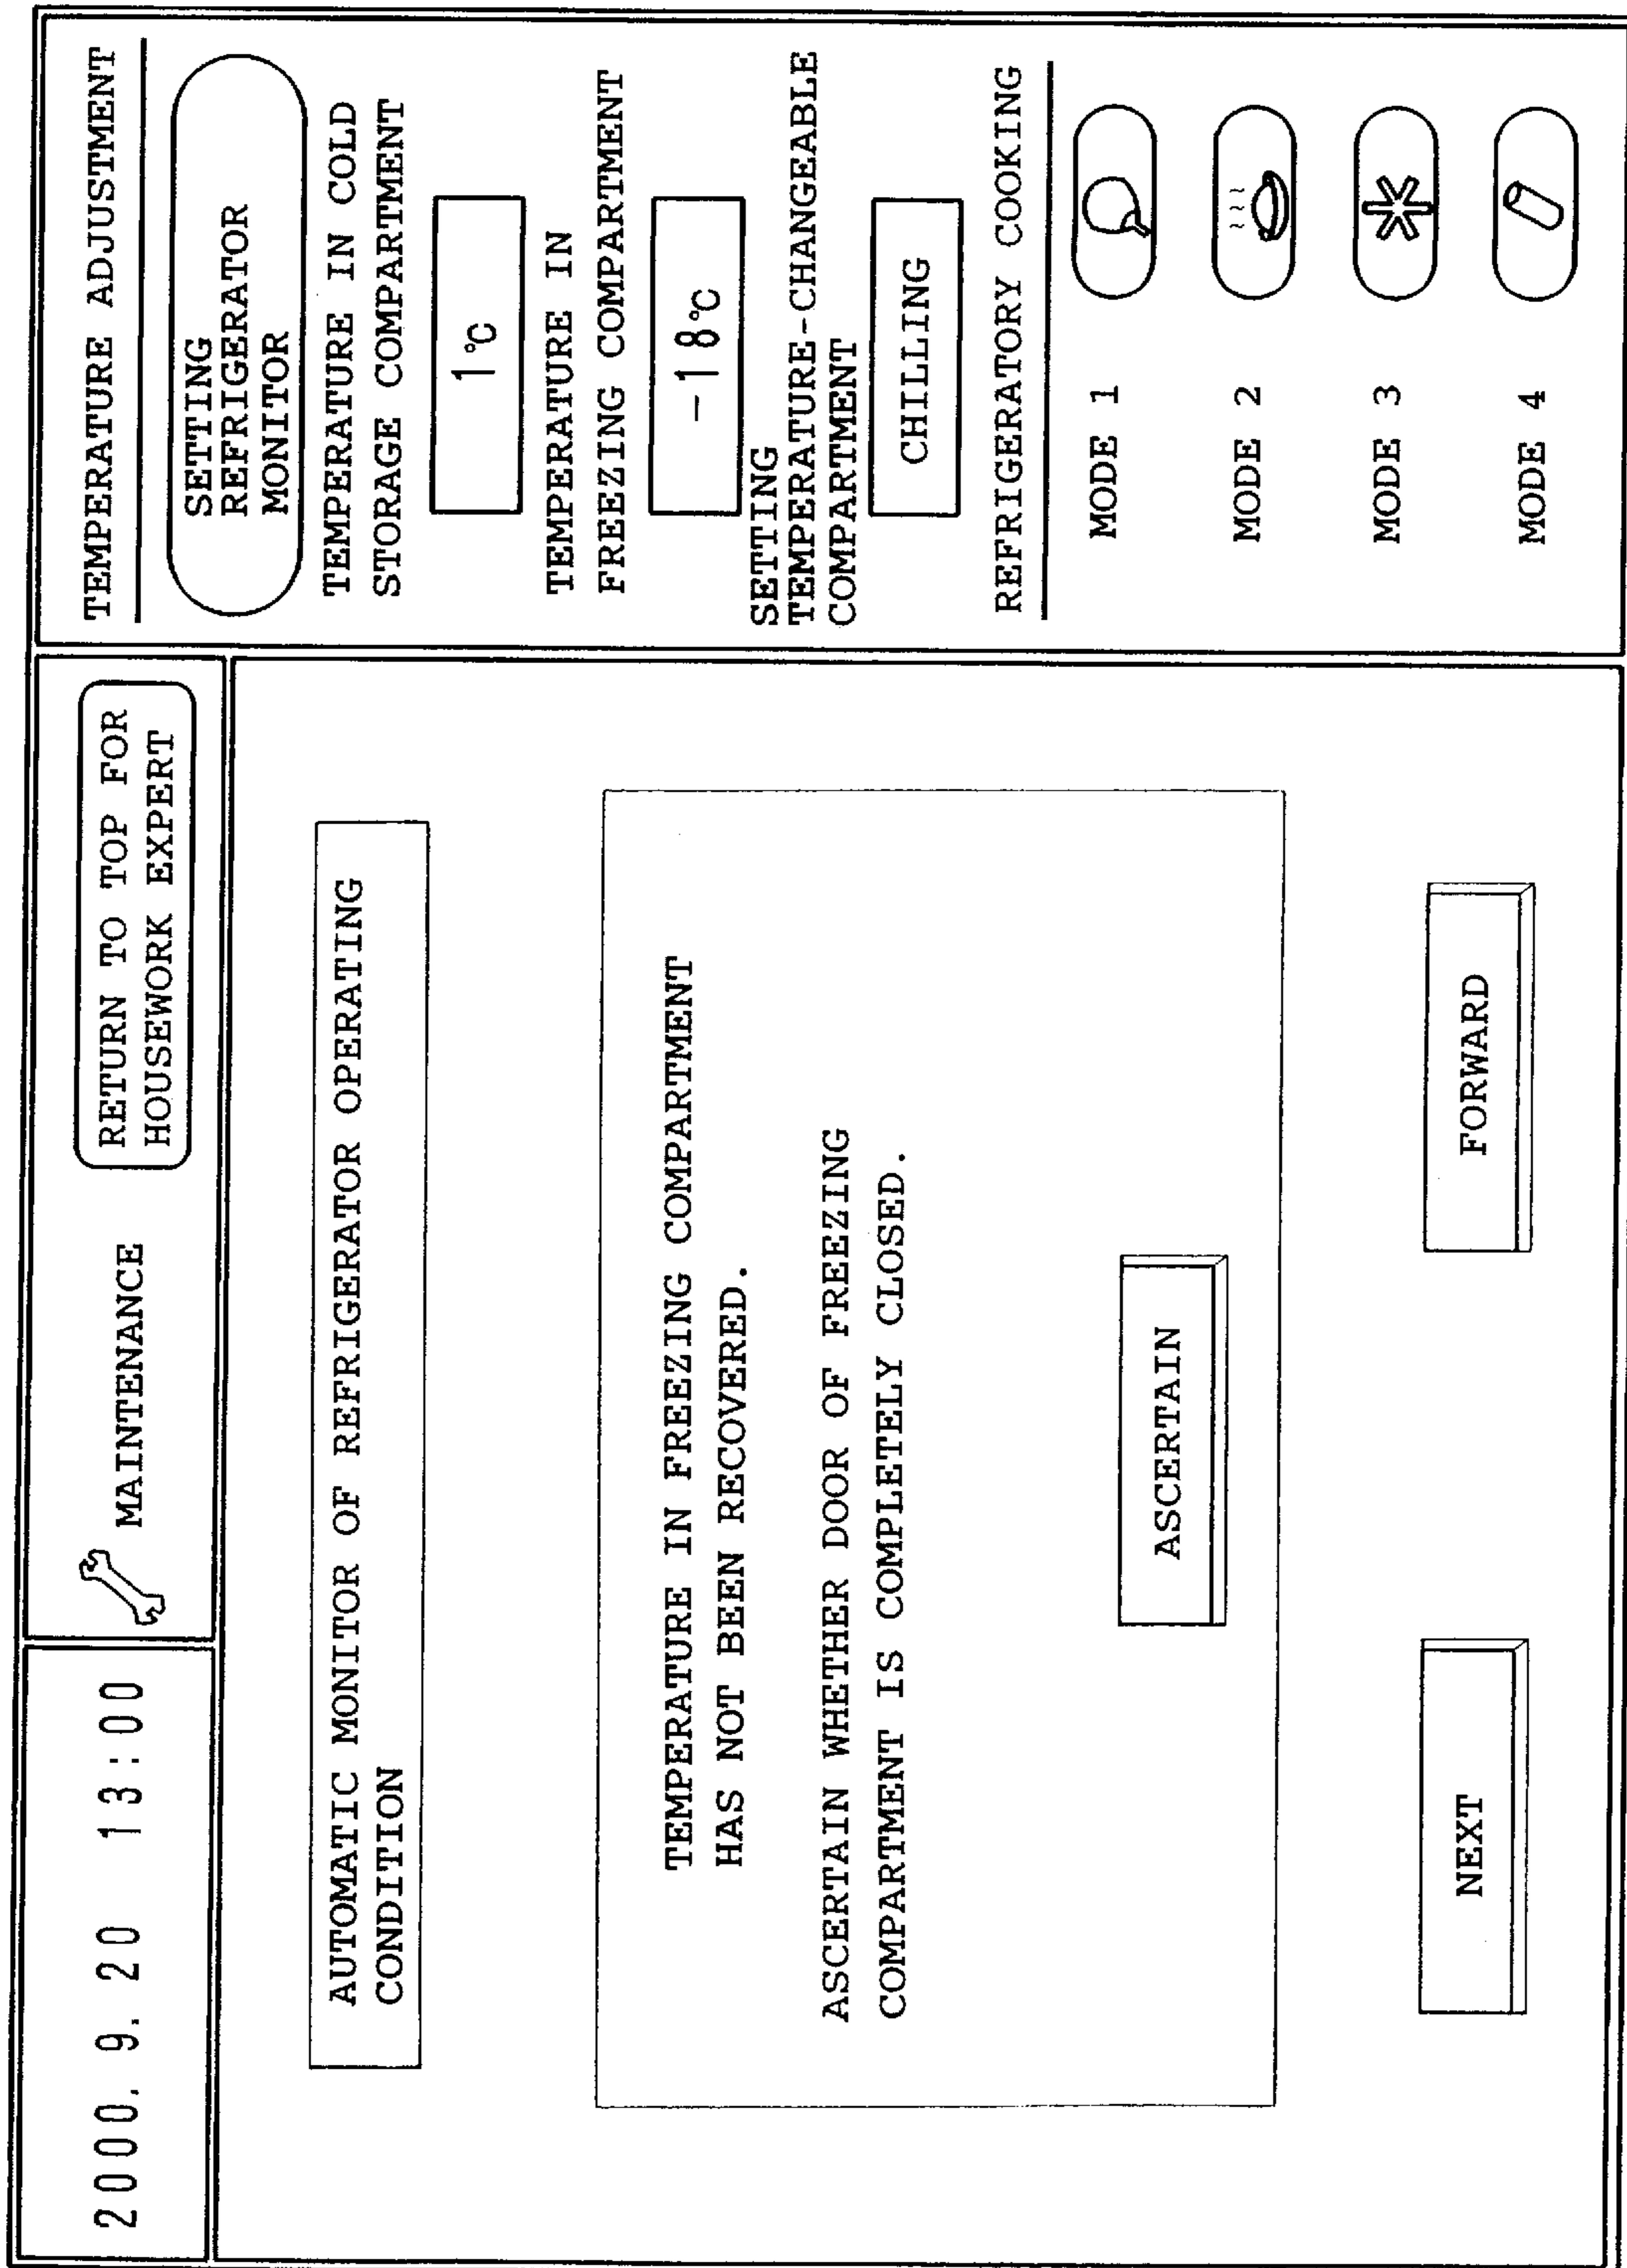 2000. 9. 20 13:00
MAINTENANCE
RETURN TO TOP FOR
HOUSEWORK EXPERT
AUTOMATIC MONITOR OF REFRIGERATOR OPERATING
CONDITION
TEMPERATURE IN FREEZING COMPARTMENT
HAS NOT BEEN RECOVERED.
ASCERTAIN WHETHER DOOR OF FREEZING
COMPARTMENT IS COMPLETELY CLOSED.
ASCERTAIN
NEXT
FORWARD
TEMPERATURE ADJUSTMENT
SETTING
REFRIGERATOR
MONITOR
TEMPERATURE IN COLD
STORAGE COMPARTMENT
1°C
TEMPERATURE IN
FREEZING COMPARTMENT
-18°C
SETTING
TEMPERATURE-CHANGEABLE
COMPARTMENT
CHILLING
REFRIGERATORY COOKING
MODE 1
MODE 2
MODE 3
MODE 4